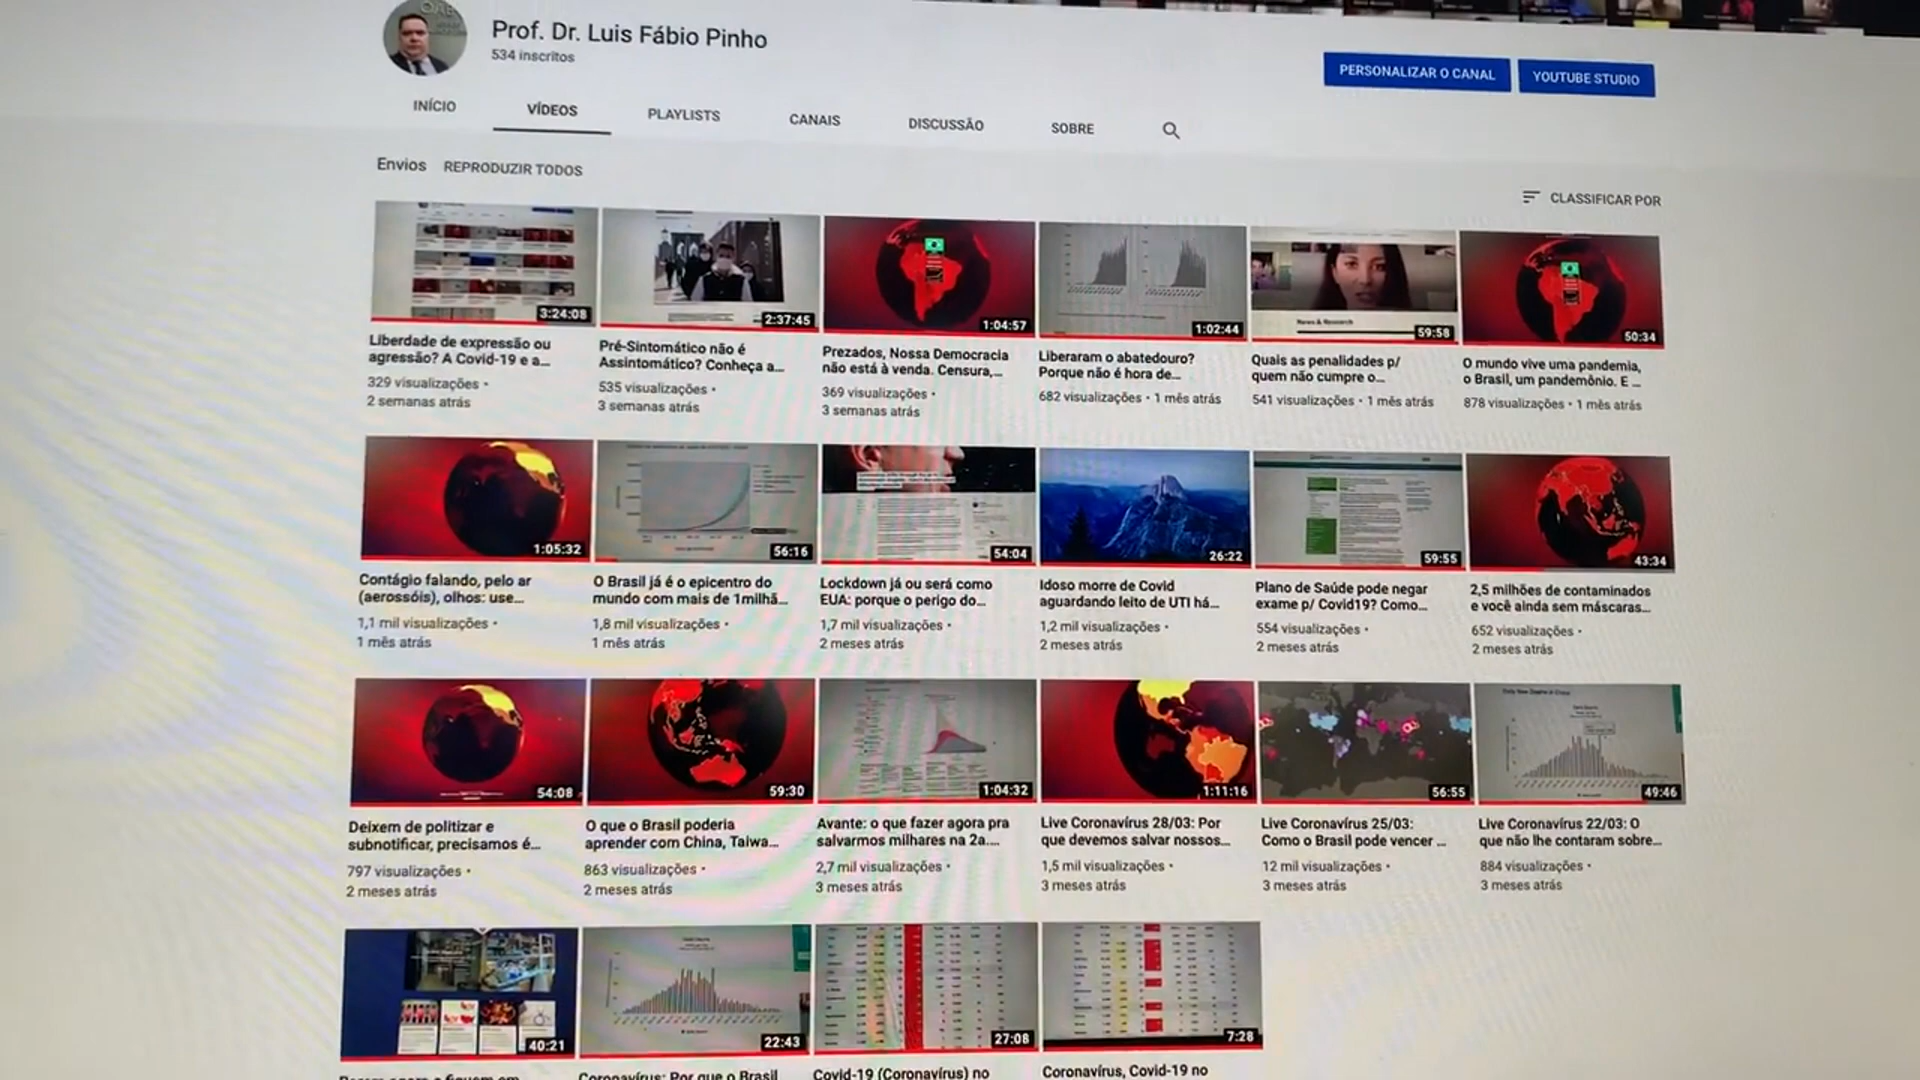 Prof. Dr. Luis Fábio Pinho
534 inscritos
PERSONALIZAR O CANAL
YOUTUBE STUDIO
INÍCIO
VÍDEOS
PLAYLISTS
CANAIS
DISCUSSÃO
SOBRE
Envios
REPRODUZIR TODOS
CLASSIFICAR POR
3:24:08
Liberdade de expressão ou
agressão? A Covid-19 e a...
329 visualizações •
2 semanas atrás
2:37:45
Pré-Sintomático não é
Assintomático? Conheça a...
535 visualizações •
3 semanas atrás
1:04:57
Prezados, Nossa Democracia
não está à venda. Censura,...
369 visualizações •
3 semanas atrás
1:02:44
Liberaram o abatedouro?
Porque não é hora de...
682 visualizações • 1 mês atrás
News & Research
59:58
Quais as penalidades p/
quem não cumpre o...
541 visualizações • 1 mês atrás
50:34
O mundo vive uma pandemia,
o Brasil, um pandemônio. E ...
878 visualizações • 1 mês atrás
1:05:32
Contágio falando, pelo ar
(aerossóis), olhos: use...
1,1 mil visualizações •
1 mês atrás
56:16
O Brasil já é o epicentro do
mundo com mais de 1milhã...
1,8 mil visualizações •
1 mês atrás
54:04
Lockdown já ou será como
EUA: porque o perigo do...
1,7 mil visualizações •
2 meses atrás
26:22
Idoso morre de Covid
aguardando leito de UTI há...
1,2 mil visualizações •
2 meses atrás
59:55
Plano de Saúde pode negar
exame p/ Covid19? Como...
554 visualizações •
2 meses atrás
43:34
2,5 milhões de contaminados
e você ainda sem máscaras...
652 visualizações •
2 meses atrás
54:08
Deixem de politizar e
subnotificar, precisamos é...
797 visualizações •
2 meses atrás
59:30
O que o Brasil poderia
aprender com China, Taiwa...
863 visualizações •
2 meses atrás
1:04:32
Avante: o que fazer agora pra
salvarmos milhares na 2a....
2,7 mil visualizações •
3 meses atrás
1:11:16
Live Coronavírus 28/03: Por
que devemos salvar nossos...
1,5 mil visualizações •
3 meses atrás
56:55
Live Coronavírus 25/03:
Como o Brasil pode vencer ...
12 mil visualizações •
3 meses atrás
49:46
Live Coronavírus 22/03: O
que não lhe contaram sobre...
884 visualizações •
3 meses atrás
40:21
22:43
Coronavírus: Por que o Brasil
27:08
Covid-19 (Coronavírus) no
7:28
Coronavírus, Covid-19 no